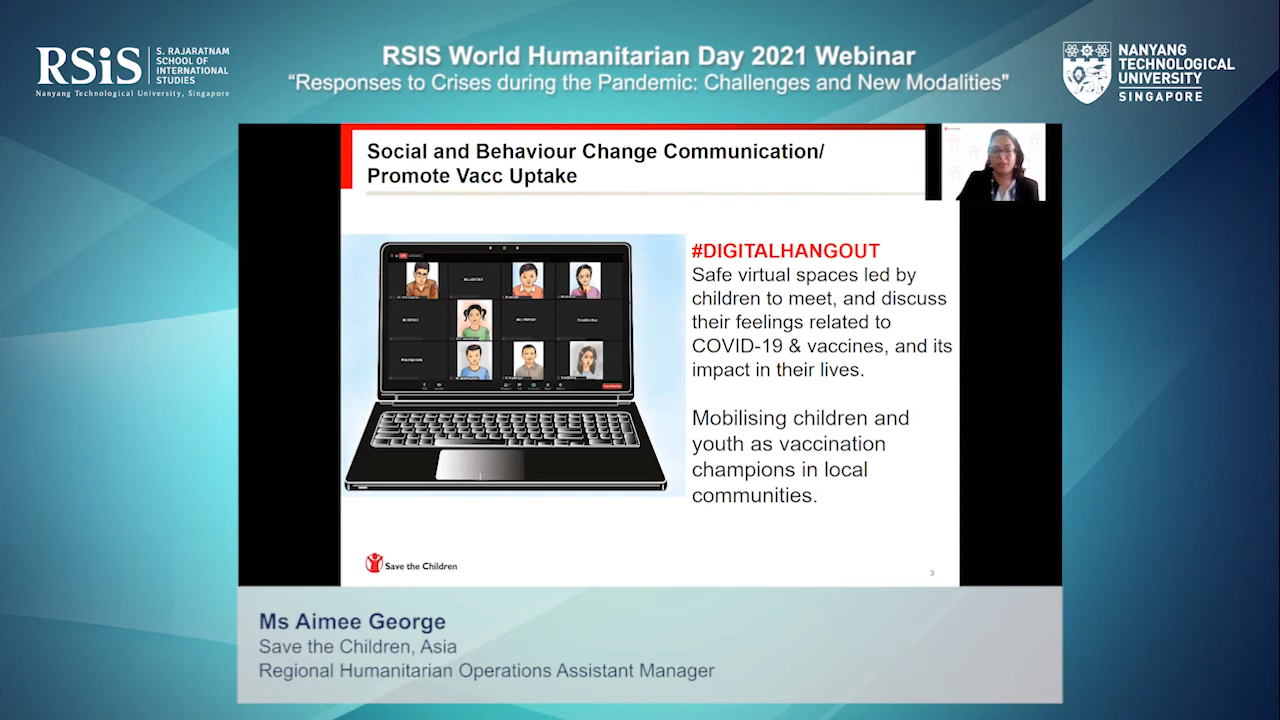 RSiS
S. RAJARATNAM
SCHOOL OF
INTERNATIONAL
STUDIES
Nanyang Technological University, Singapore
RSIS World Humanitarian Day 2021 Webinar
“Responses to Crises during the Pandemic: Challenges and New Modalities"
NANYANG
TECHNOLOGICAL
UNIVERSITY
SINGAPORE
Social and Behaviour Change Communication/
Promote Vacc Uptake
#DIGITALHANGOUT
Safe virtual spaces led by
children to meet, and discuss
their feelings related to
COVID-19 & vaccines, and its
impact in their lives.
Mobilising children and
youth as vaccination
champions in local
communities.
Save the Children
3
Ms Aimee George
Save the Children, Asia
Regional Humanitarian Operations Assistant Manager